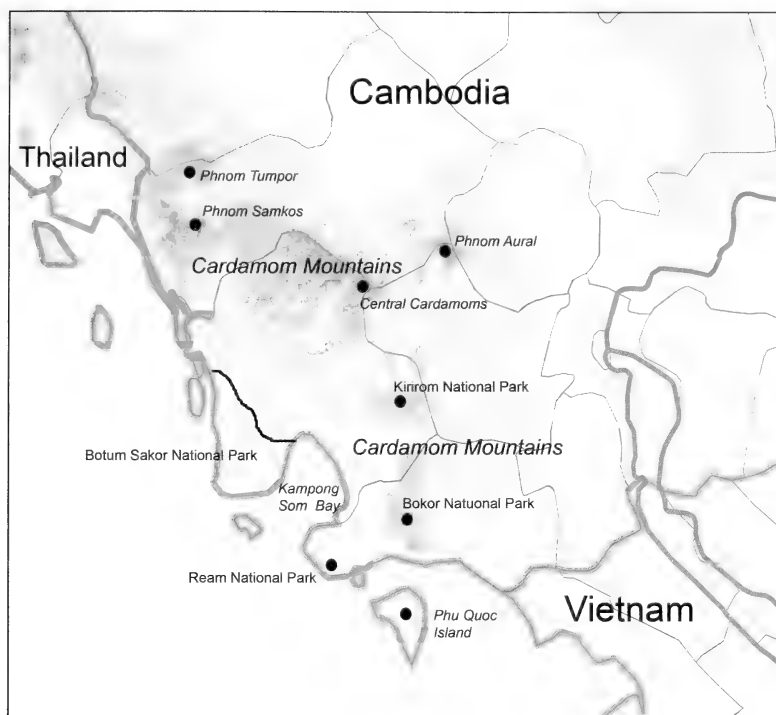 Cambodia
Thailand
Phnom Tumpor
Phnom Samkos
Phnom Aural
Cardamom Mountains
Central Cardamoms
Kirirom National Park
Cardamom Mountains
Botum Sakor National Park
Kampong
Som Bay
Bokor Natuonal Park
Ream National Park
Vietnam
Phu Quoc
Island